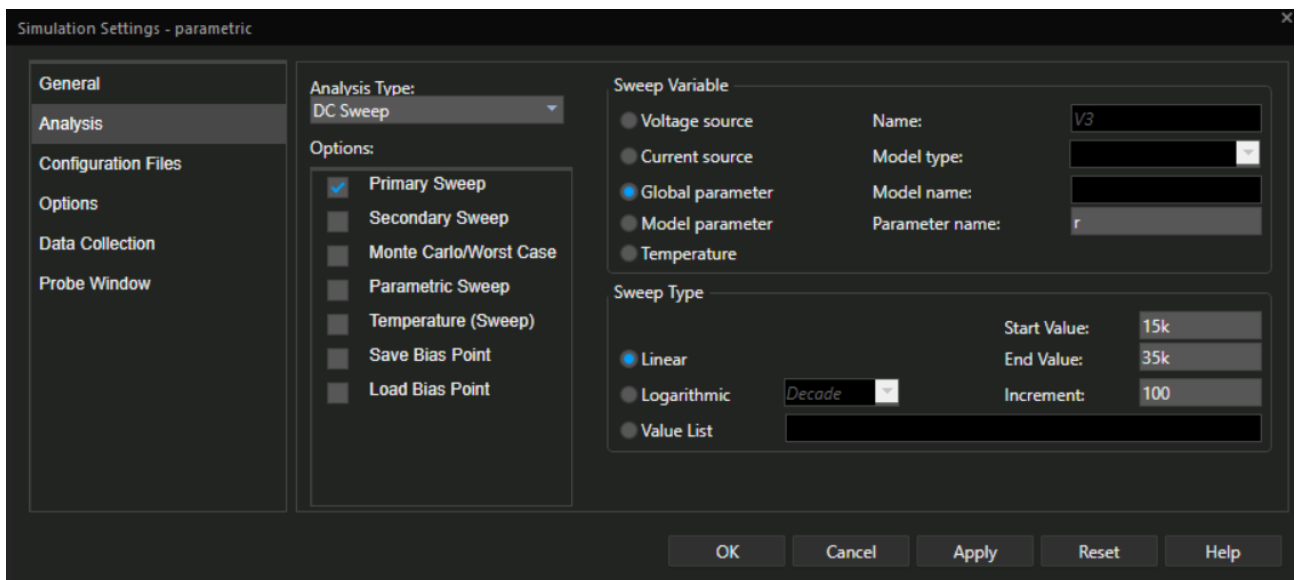 Simulation Settings - parametric
General
Analysis
Configuration Files
Options
Data Collection
Probe Window
Analysis Type:
DC Sweep
Options:
Primary Sweep
Secondary Sweep
Monte Carlo/Worst Case
Parametric Sweep
Temperature (Sweep)
Save Bias Point
Load Bias Point
Sweep Variable
Voltage source
Name: V3
Current source
Model type:
Global parameter
Model name:
Model parameter
Parameter name: r
Temperature
Sweep Type
Start Value: 15k
Linear
End Value: 35k
Logarithmic Decade
Increment: 100
Value List
OK Cancel Apply Reset Help